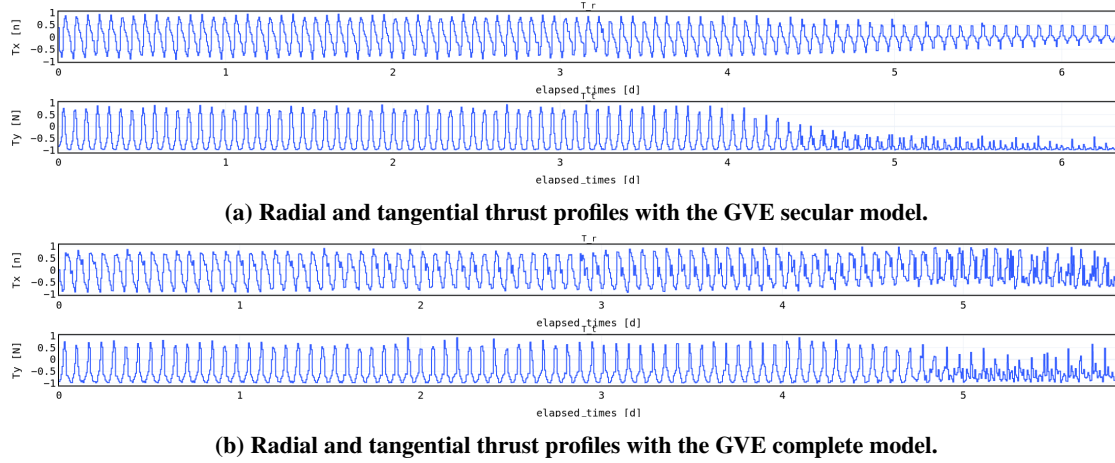 T_r
Tx [n]
1
0.5
0
−0.5
−1
0 1 2 3 4 5 6
elapsed_times [d]
T_t
Ty [N]
1
0.5
−0.5
−1
0 1 2 3 4 5 6
elapsed_times [d]
(a) Radial and tangential thrust profiles with the GVE secular model.
T_r
Tx [n]
1
0.5
0
−0.5
−1
0 1 2 3 4 5
elapsed_times [d]
T_t
Ty [N]
1
0.5
−0.5
−1
0 1 2 3 4 5
elapsed_times [d]
(b) Radial and tangential thrust profiles with the GVE complete model.